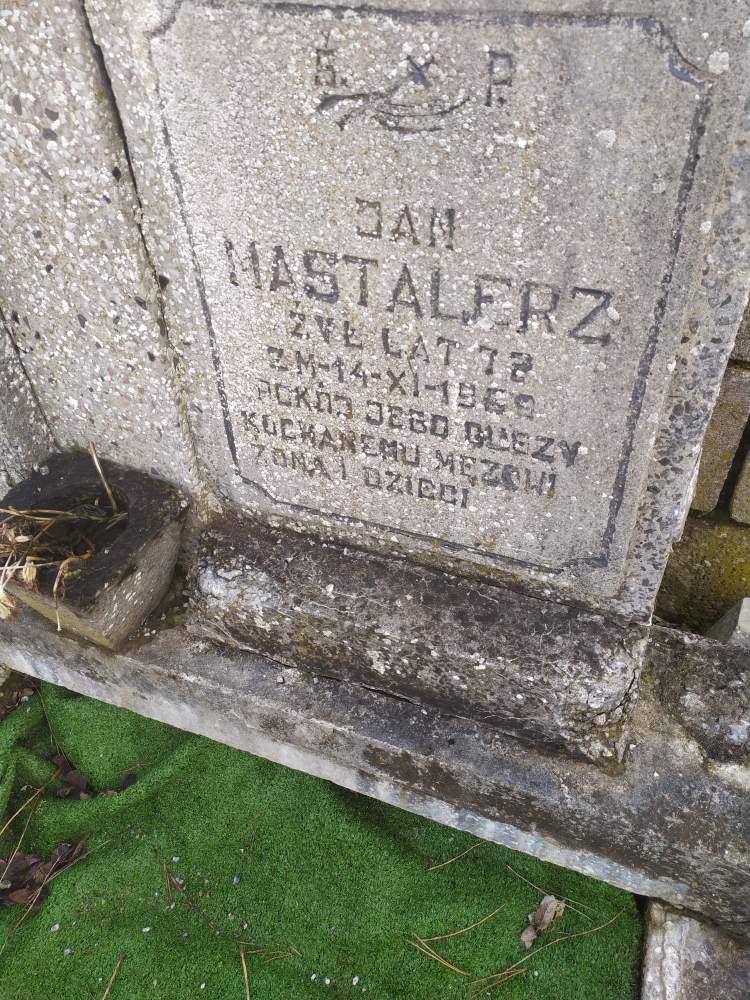 Ś. P.
JAN
MASTALERZ
ŻYŁ LAT 72
ZM-14-XI-1969
POKÓJ JEGO DUSZY
KOCHANEMU MĘŻOWI
ŻONA I DZIECI